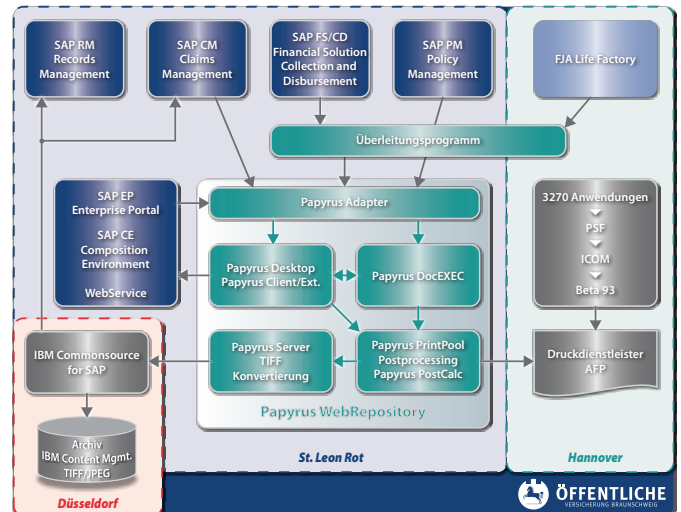 SAP RM
Records
Management
SAP CM
Claims
Management
SAP FS/CD
Financial Solution
Collection and
Disbursement
SAP PM
Policy
Management
FJA Life Factory
Überleitungsprogramm
SAP EP
Enterprise Portal
SAP CE
Composition
Environment
WebService
Papyrus Adapter
Papyrus Desktop
Papyrus Client/Ext.
Papyrus DocEXEC
3270 Anwendungen
PSF
ICOM
Beta 93
IBM Commonsource
for SAP
Papyrus Server
TIFF
Konvertierung
Papyrus PrintPool
Postprocessing
Papyrus PostCalc
Druckdienstleister
AFP
Papyrus WebRepository
Archiv
IBM Content Mgmt.
TIFF/JPEG
Düsseldorf
St. Leon Rot
Hannover
ÖFFENTLICHE
VERSICHERUNG BRAUNSCHWEIG